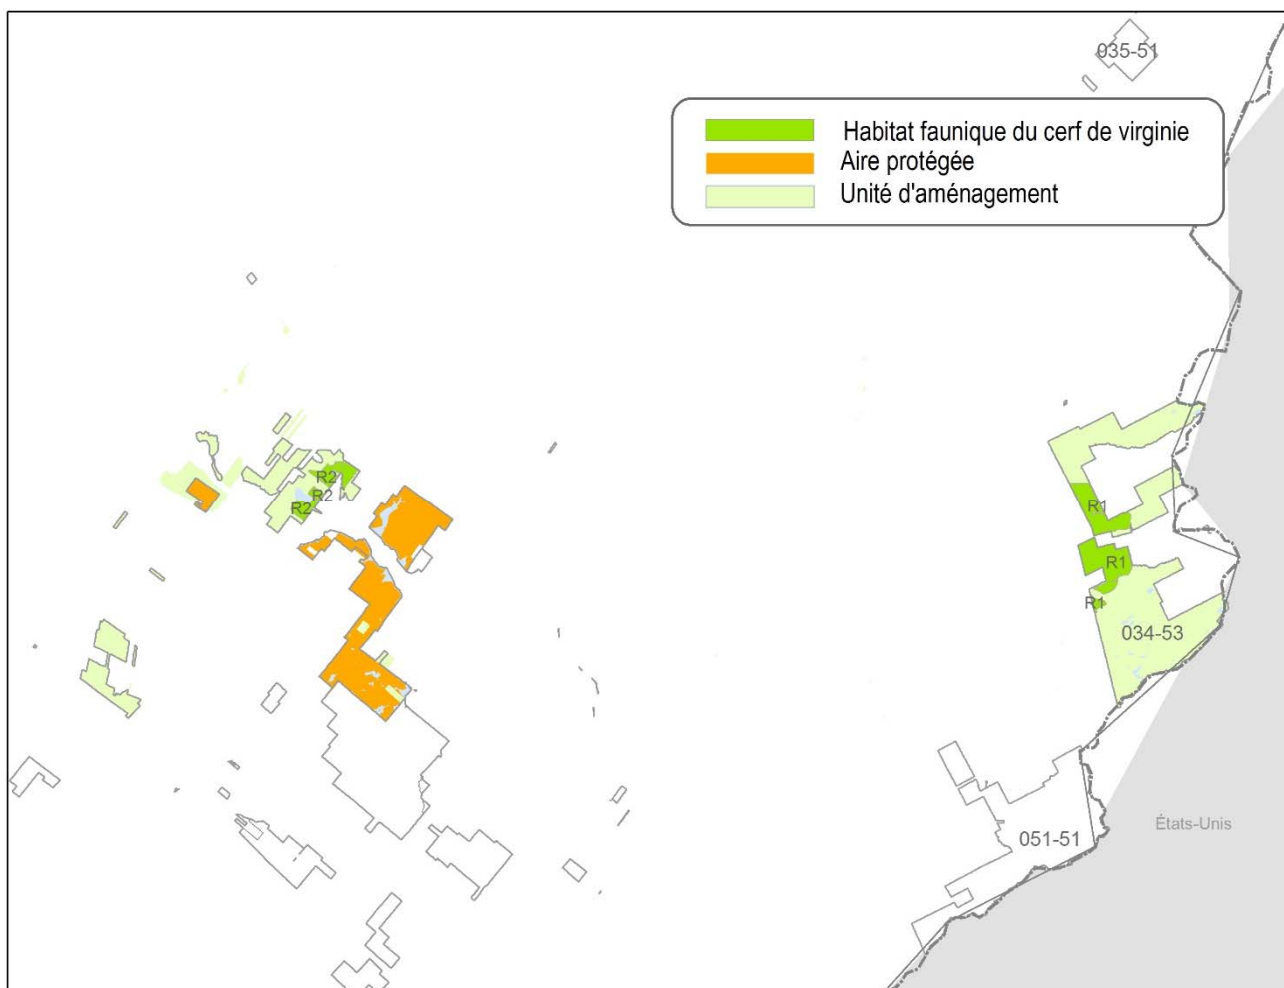 035-51
Habitat faunique du cerf de virginie
Aire protégée
Unité d'aménagement
R2
R2
R2
R1
R1
R1
034-53
États-Unis
051-51